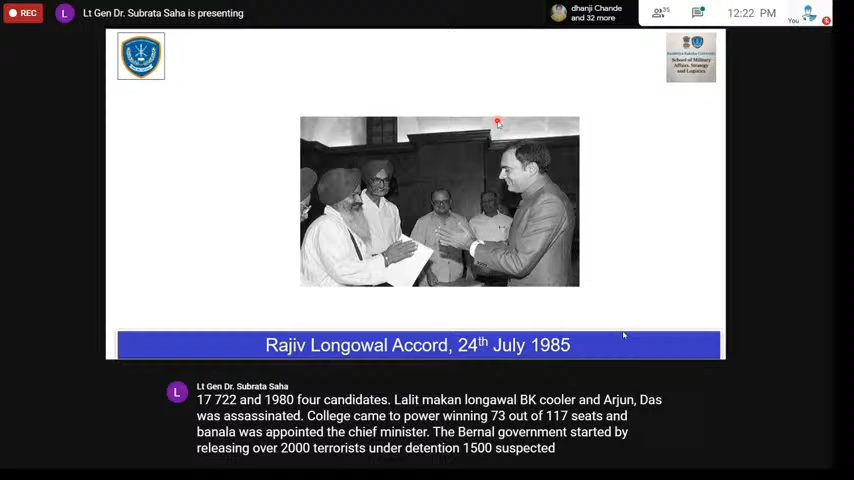 REC
L
Lt Gen Dr. Subrata Saha is presenting
dhanji Chande
and 32 more
35
12:22 PM
You
School of Military
Affairs, Strategy
and Logistics
Rajiv Longowal Accord, 24th July 1985
L
Lt Gen Dr. Subrata Saha
17 722 and 1980 four candidates. Lalit makan longawal BK cooler and Arjun, Das
was assassinated. College came to power winning 73 out of 117 seats and
banala was appointed the chief minister. The Bernal government started by
releasing over 2000 terrorists under detention 1500 suspected